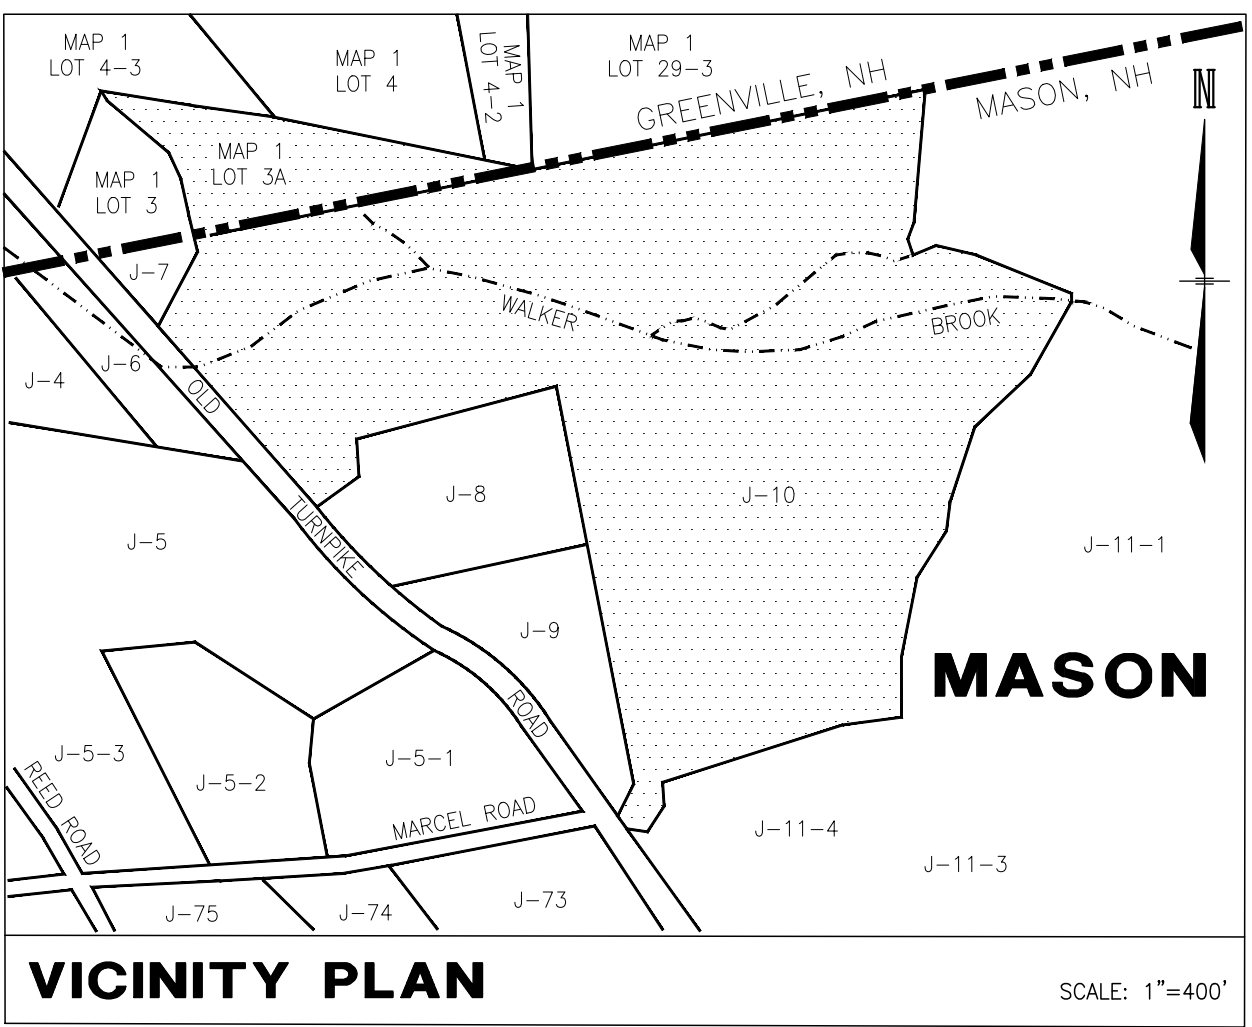 MAP 1
LOT 4-3
MAP 1
LOT 4
MAP 1
LOT 4-2
MAP 1
LOT 29-3
GREENVILLE, NH
MASON, NH
N
MAP 1
LOT 3A
MAP 1
LOT 3
J-7
WALKER
BROOK
J-6
J-4
OLD
J-8
J-10
TURNPIKE
J-5
J-11-1
J-9
MASON
ROAD
J-5-3
J-5-2
J-5-1
REED ROAD
MARCEL ROAD
J-11-4
J-11-3
J-75
J-74
J-73
VICINITY PLAN
SCALE: 1"=400'